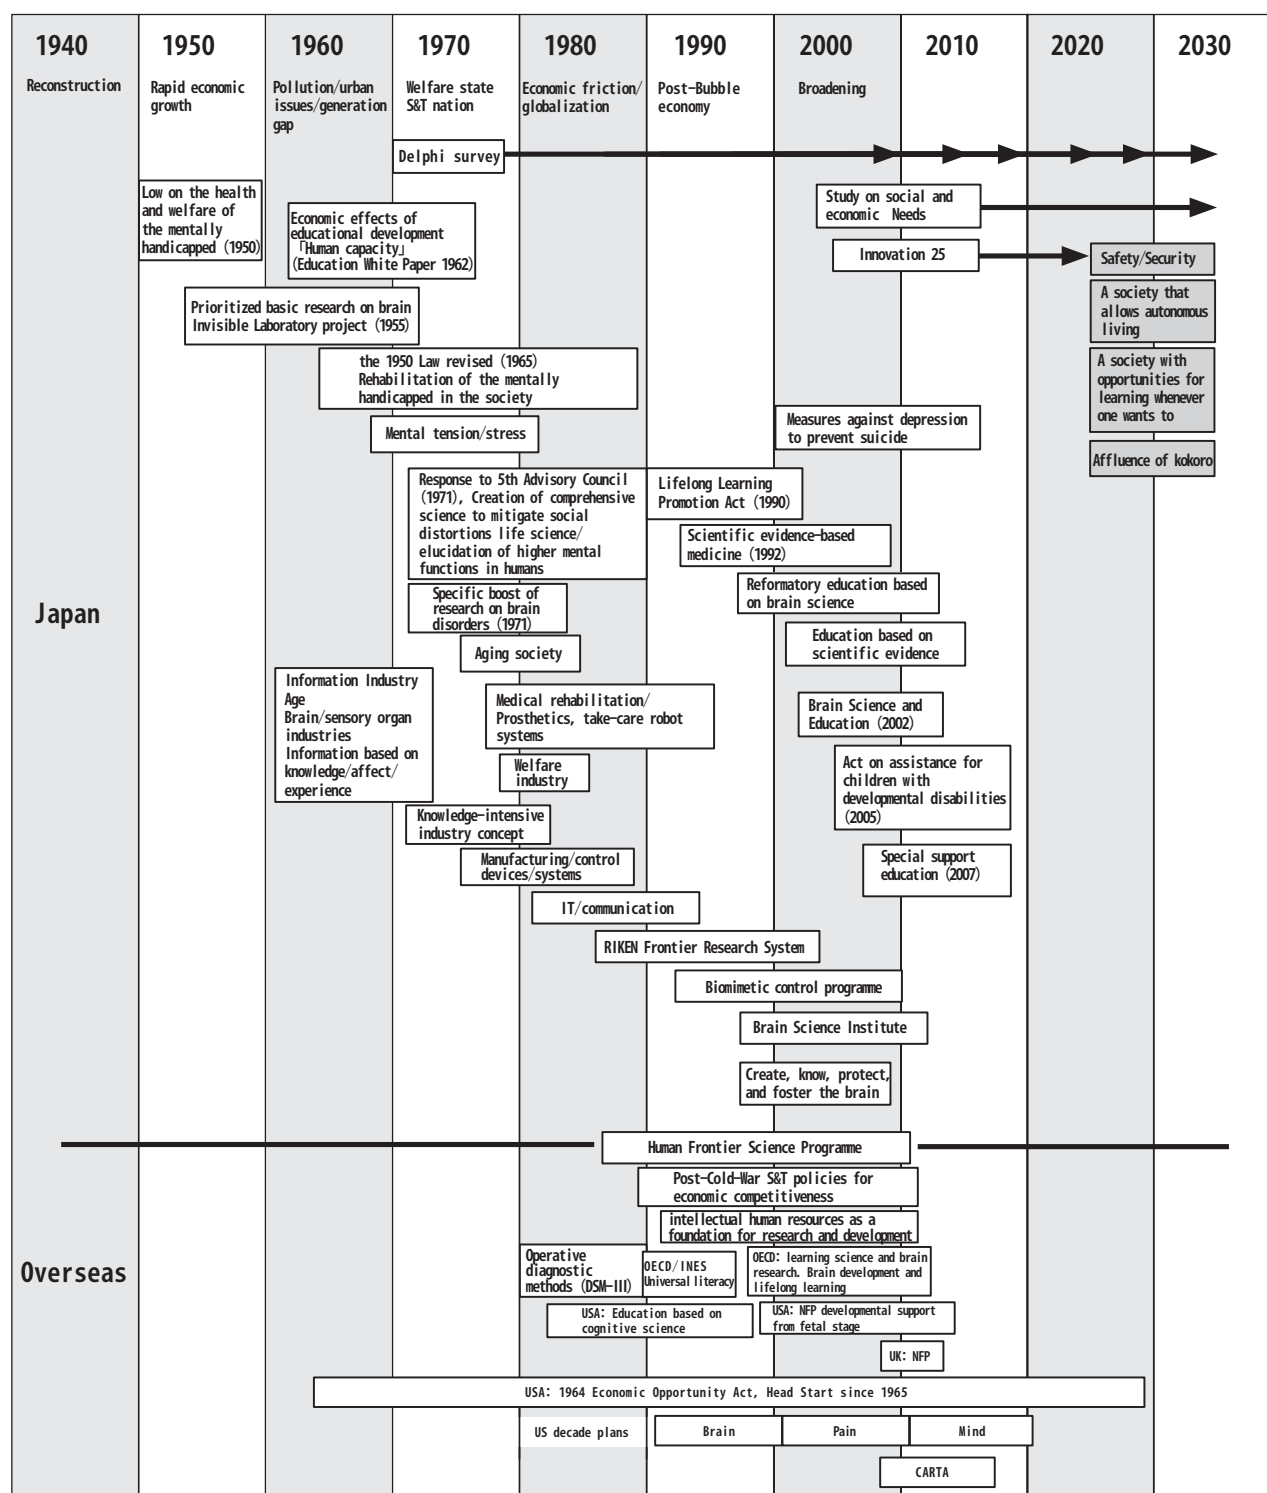 1940
1950
1960
1970
1980
1990
2000
2010
2020
2030
Reconstruction
Rapid economic
growth
Pollution/urban
issues/generation
gap
Welfare state
S&T nation
Economic friction/
globalization
Post-Bubble
economy
Broadening
Delphi survey
Low on the health
and welfare of
the mentally
handicapped (1950)
Economic effects of
educational development
「Human capacity」
(Education White Paper 1962)
Study on social and
economic Needs
Innovation 25
Safety/Security
A society that
allows autonomous
living
A society with
opportunities for
learning whenever
one wants to
Affluence of kokoro
Prioritized basic research on brain
Invisible Laboratory project (1955)
the 1950 Law revised (1965)
Rehabilitation of the mentally
handicapped in the society
Mental tension/stress
Measures against depression
to prevent suicide
Response to 5th Advisory Council
(1971), Creation of comprehensive
science to mitigate social
distortions life science/
elucidation of higher mental
functions in humans
Lifelong Learning
Promotion Act (1990)
Scientific evidence-based
medicine (1992)
Reformatory education based
on brain science
Specific boost of
research on brain
disorders (1971)
Japan
Education based on
scientific evidence
Aging society
Information Industry
Age
Brain/sensory organ
industries
Information based on
knowledge/affect/
experience
Medical rehabilitation/
Prosthetics, take-care robot
systems
Brain Science and
Education (2002)
Welfare
industry
Act on assistance for
children with
developmental disabilities
(2005)
Knowledge-intensive
industry concept
Manufacturing/control
devices/systems
Special support
education (2007)
IT/communication
RIKEN Frontier Research System
Biomimetic control programme
Brain Science Institute
Create, know, protect,
and foster the brain
Human Frontier Science Programme
Post-Cold-War S&T policies for
economic competitiveness
intellectual human resources as a
foundation for research and development
Overseas
Operative
diagnostic
methods (DSM-III)
OECD/INES
Universal literacy
OECD: learning science and brain
research. Brain development and
lifelong learning
USA: Education based on
cognitive science
USA: NFP developmental support
from fetal stage
UK: NFP
USA: 1964 Economic Opportunity Act, Head Start since 1965
US decade plans
Brain
Pain
Mind
CARTA